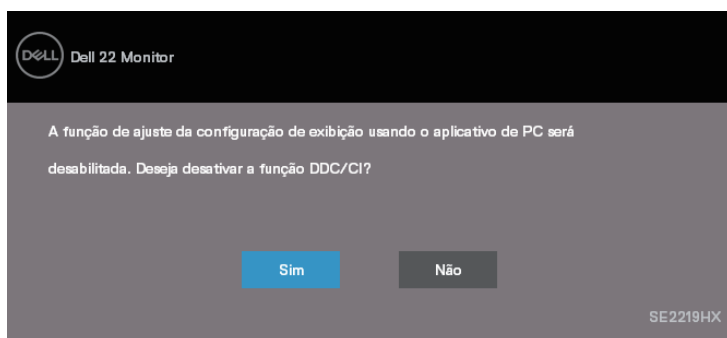 DELL Dell 22 Monitor
A função de ajuste da configuração de exibição usando o aplicativo de PC será
desabilitada. Deseja desativar a função DDC/CI?
Sim Não
SE2219HX